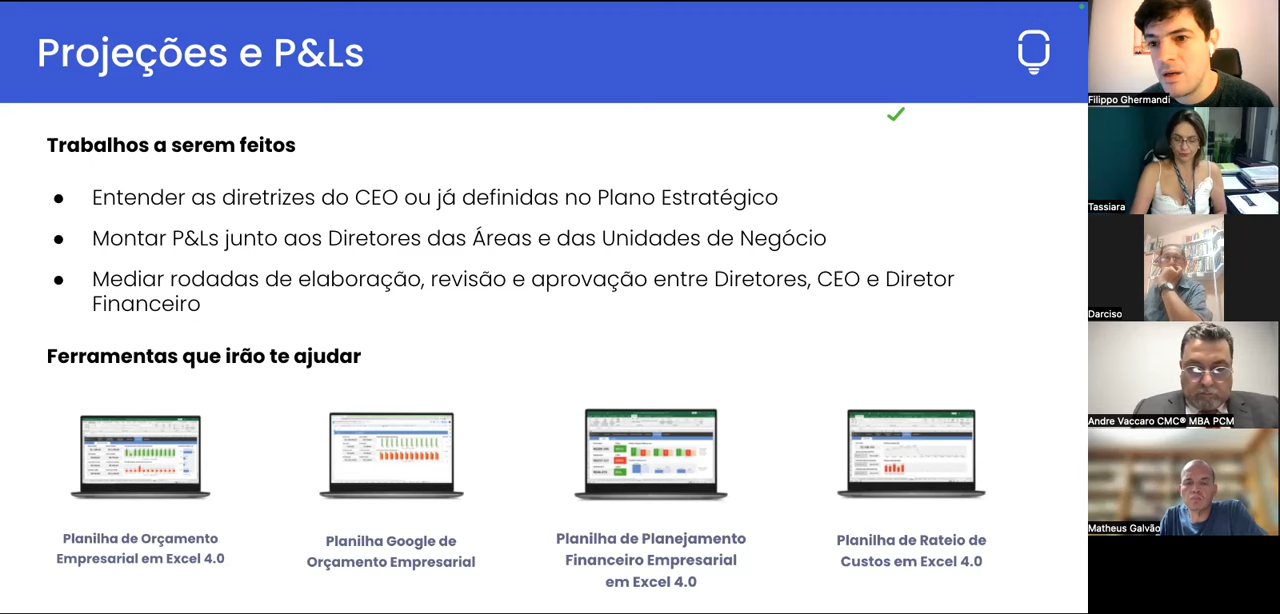 Projeções e P&Ls
Trabalhos a serem feitos
● Entender as diretrizes do CEO ou já definidas no Plano Estratégico
● Montar P&Ls junto aos Diretores das Áreas e das Unidades de Negócio
● Mediar rodadas de elaboração, revisão e aprovação entre Diretores, CEO e Diretor
Financeiro
Ferramentas que irão te ajudar
Planilha de Orçamento
Empresarial em Excel 4.0
Planilha Google de
Orçamento Empresarial
Planilha de Planejamento
Financeiro Empresarial
em Excel 4.0
Planilha de Rateio de
Custos em Excel 4.0
Filippo Ghermandi
Tassiara
Darciso
Andre Vaccaro CMC® MBA PCM
Matheus Galvão